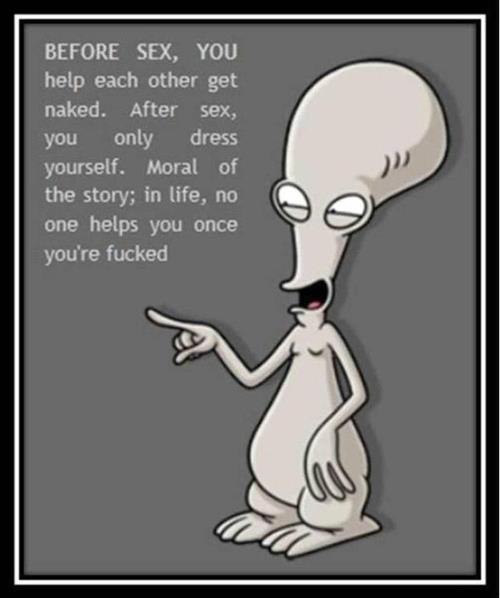 BEFORE SEX, YOU
help each other get
naked. After sex,
you only dress
yourself. Moral of
the story; in life, no
one helps you once
you're fucked